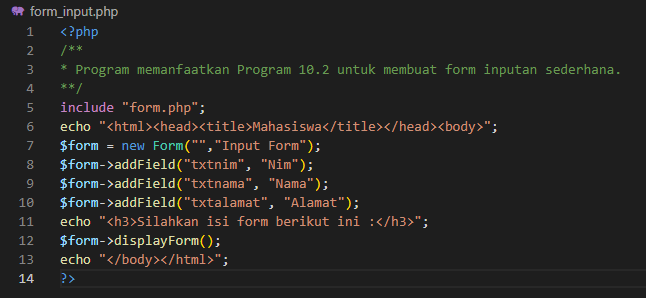 form_input.php
1 <?php
2 /**
3 * Program memanfaatkan Program 10.2 untuk membuat form inputan sederhana.
4 **/
5 include "form.php";
6 echo "<html><head><title>Mahasiswa</title></head><body>";
7 $form = new Form("","Input Form");
8 $form->addField("txtnim", "Nim");
9 $form->addField("txtnama", "Nama");
10 $form->addField("txtalamat", "Alamat");
11 echo "<h3>Silahkan isi form berikut ini :</h3>";
12 $form->displayForm();
13 echo "</body></html>";
14 ?>